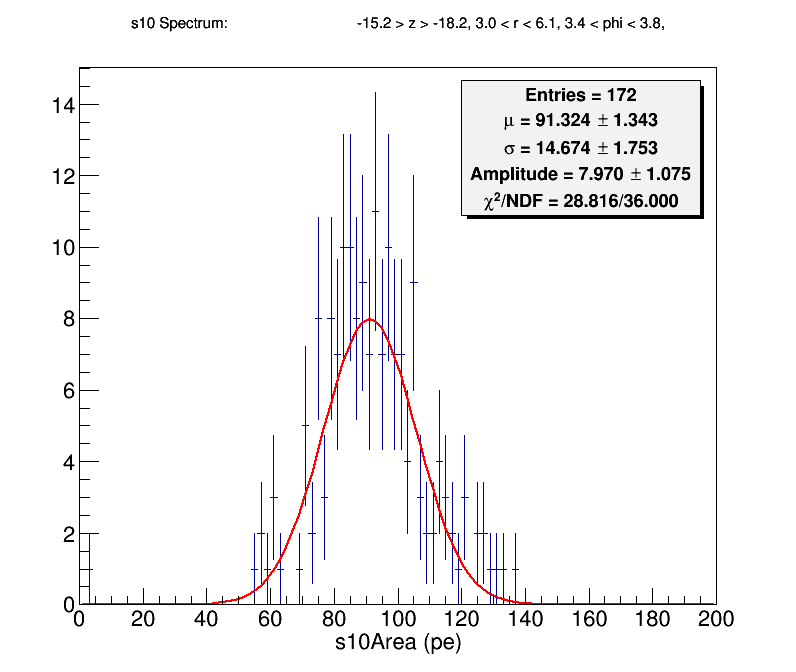 s10 Spectrum: -15.2 > z > -18.2, 3.0 < r < 6.1, 3.4 < phi < 3.8,
Entries = 172
μ = 91.324 ± 1.343
σ = 14.674 ± 1.753
Amplitude = 7.970 ± 1.075
χ²/NDF = 28.816/36.000
14
12
10
8
6
4
2
0
0 20 40 60 80 100 120 140 160 180 200
s10Area (pe)